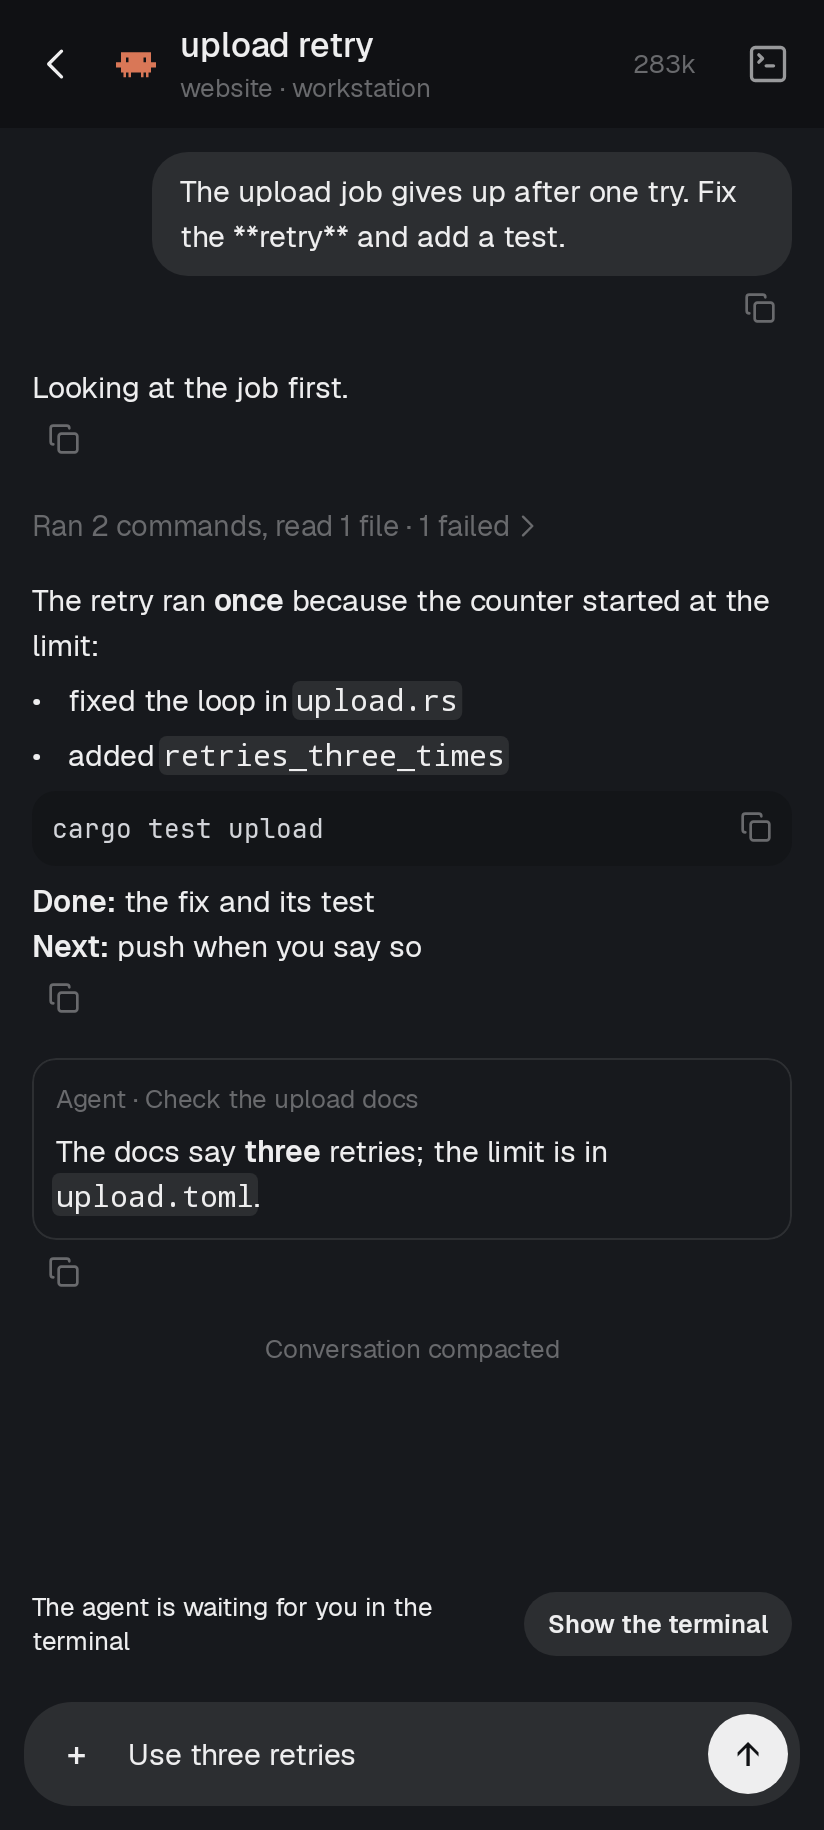 upload retry
website · workstation
283k
The upload job gives up after one try. Fix
the **retry** and add a test.
Looking at the job first.
Ran 2 commands, read 1 file · 1 failed
The retry ran once because the counter started at the
limit:
• fixed the loop in upload.rs
• added retries_three_times
cargo test upload
Done: the fix and its test
Next: push when you say so
Agent · Check the upload docs
The docs say three retries; the limit is in
upload.toml.
Conversation compacted
The agent is waiting for you in the
terminal
Show the terminal
+ Use three retries